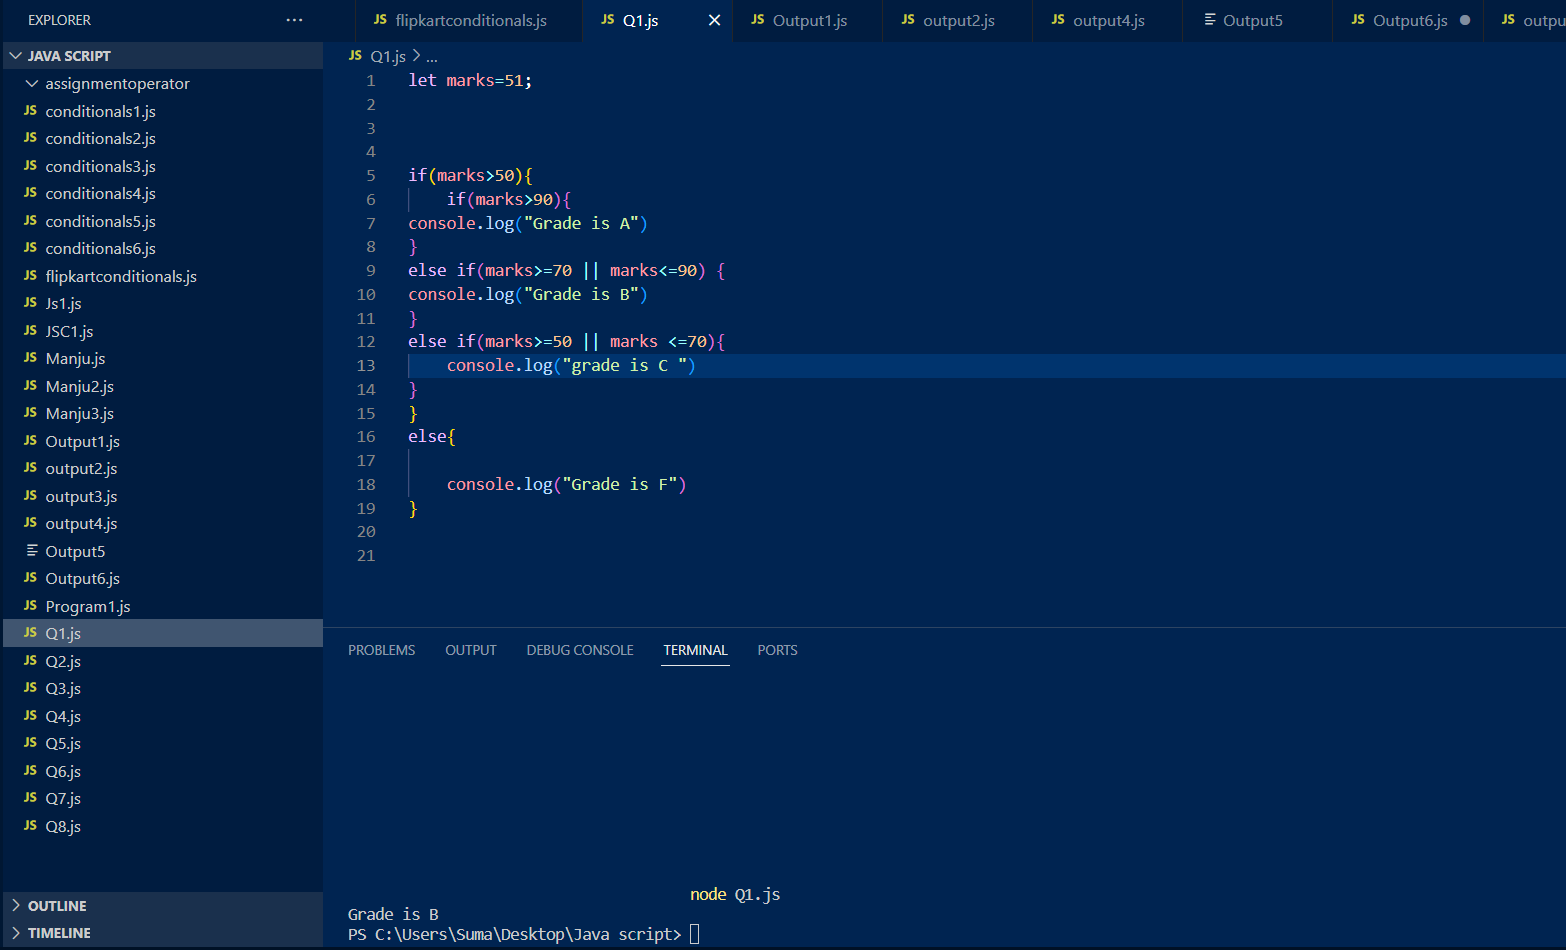 EXPLORER
...
JS flipkartconditionals.js
JS Q1.js
JS Output1.js
JS output2.js
JS output4.js
Output5
JS Output6.js
JS outpu
JAVA SCRIPT
assignmentoperator
JS conditionals1.js
JS conditionals2.js
JS conditionals3.js
JS conditionals4.js
JS conditionals5.js
JS conditionals6.js
JS flipkartconditionals.js
JS Js1.js
JS JSC1.js
JS Manju.js
JS Manju2.js
JS Manju3.js
JS Output1.js
JS output2.js
JS output3.js
JS output4.js
Output5
JS Output6.js
JS Program1.js
JS Q1.js
JS Q2.js
JS Q3.js
JS Q4.js
JS Q5.js
JS Q6.js
JS Q7.js
JS Q8.js
OUTLINE
TIMELINE
JS Q1.js > ...
1 let marks=51;
2
3
4
5 if(marks>50){
6 if(marks>90){
7 console.log("Grade is A")
8 }
9 else if(marks>=70 || marks<=90) {
10 console.log("Grade is B")
11 }
12 else if(marks>=50 || marks <=70){
13 console.log("grade is C ")
14 }
15 }
16 else{
17
18 console.log("Grade is F")
19 }
20
21
PROBLEMS OUTPUT DEBUG CONSOLE TERMINAL PORTS
node Q1.js
Grade is B
PS C:\Users\Suma\Desktop\Java script>